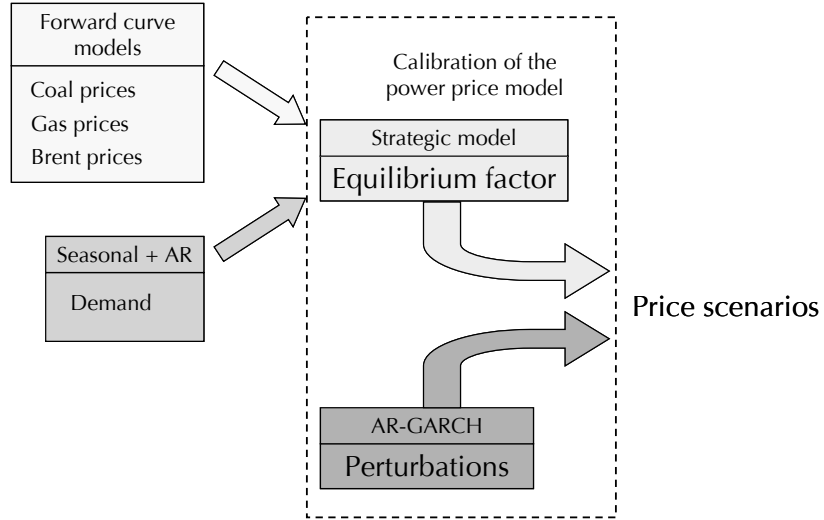 Forward curve
models
Coal prices
Gas prices
Brent prices
Seasonal + AR
Demand
Calibration of the
power price model
Strategic model
Equilibrium factor
AR-GARCH
Perturbations
Price scenarios